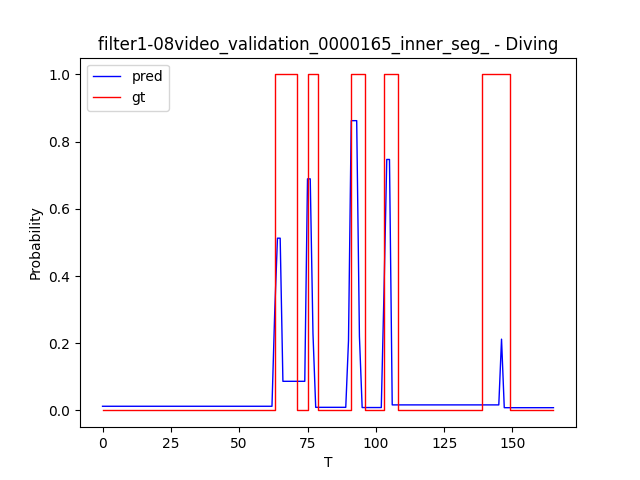 filter1-08video_validation_0000165_inner_seg_ - Diving
pred
gt
1.0
0.8
0.6
0.4
0.2
0.0
Probability
0 25 50 75 100 125 150
T